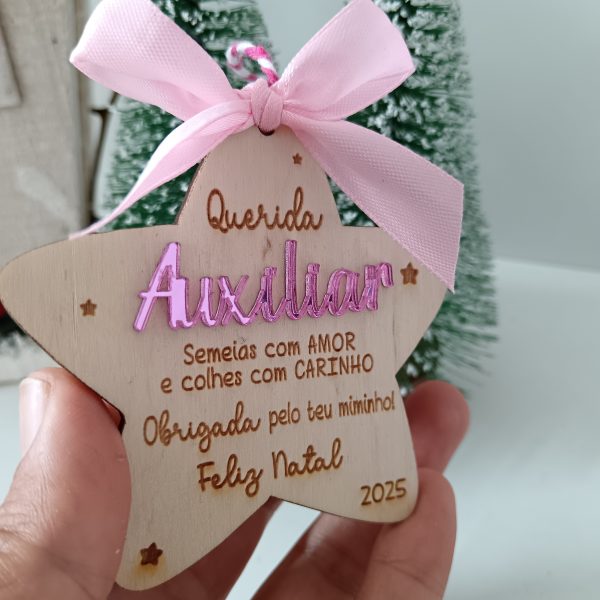 Querida
Auxiliar
Semeias com AMOR
e colhes com CARINHO
Obrigada pelo teu miminho!
Feliz Natal
2025